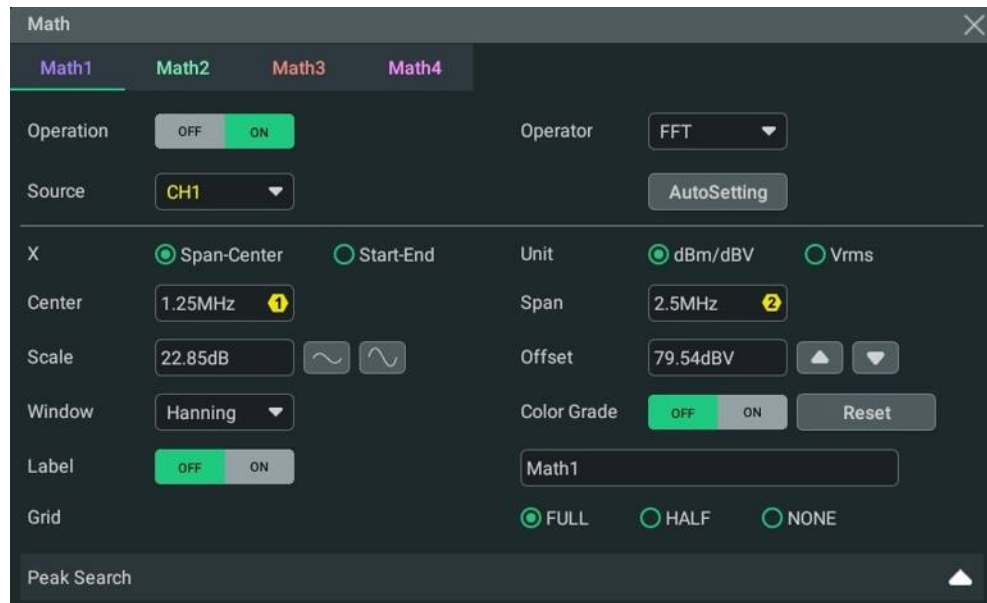 Math
Math1 Math2 Math3 Math4
Operation OFF ON Operator FFT
Source CH1 AutoSetting
X Span-Center Start-End Unit dBm/dBV Vrms
Center 1.25MHz 1 Span 2.5MHz 2
Scale 22.85dB Offset 79.54dBV
Window Hanning Color Grade OFF ON Reset
Label OFF ON Math1
Grid FULL HALF NONE
Peak Search